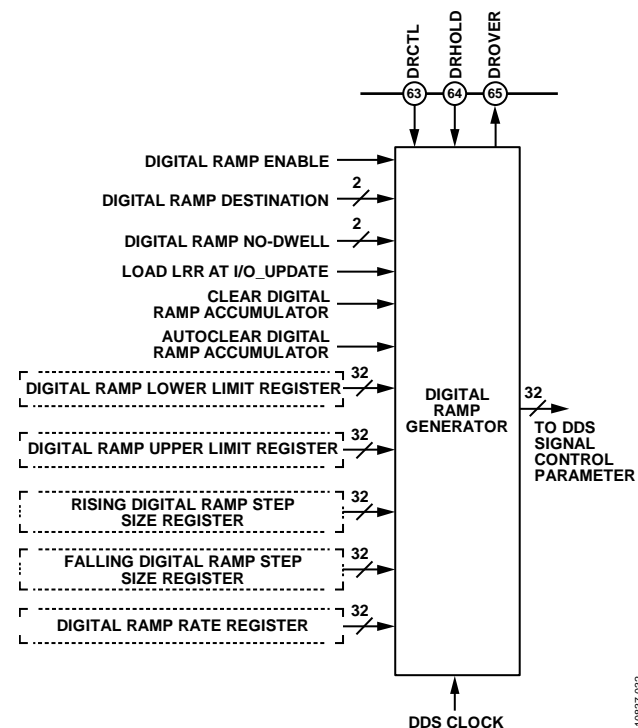 DRCTL
DRHOLD
DROVER
63
64
65
DIGITAL RAMP ENABLE
2
DIGITAL RAMP DESTINATION
2
DIGITAL RAMP NO-DWELL
LOAD LRR AT I/O_UPDATE
CLEAR DIGITAL
RAMP ACCUMULATOR
AUTOCLEAR DIGITAL
RAMP ACCUMULATOR
32
DIGITAL RAMP LOWER LIMIT REGISTER
32
DIGITAL RAMP UPPER LIMIT REGISTER
32
RISING DIGITAL RAMP STEP
SIZE REGISTER
32
FALLING DIGITAL RAMP STEP
SIZE REGISTER
32
DIGITAL RAMP RATE REGISTER
DIGITAL
RAMP
GENERATOR
32
TO DDS
SIGNAL
CONTROL
PARAMETER
DDS CLOCK